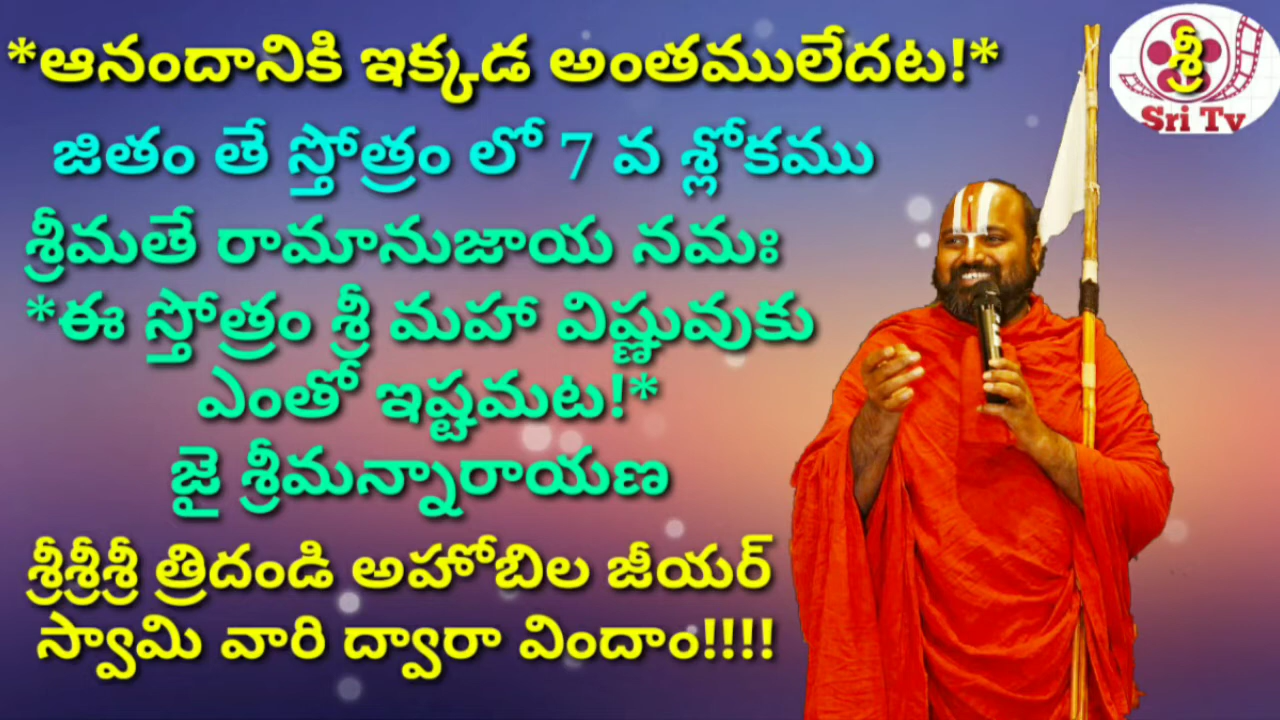 *ఆనందానికి ఇక్కడ అంతములేదట!*
జితం తే స్తోత్రం లో 7 వ శ్లోకము
శ్రీమతే రామానుజాయ నమః
*ఈ స్తోత్రం శ్రీ మహా విష్ణువుకు
ఎంతో ఇష్టమట!*
జై శ్రీమన్నారాయణ
శ్రీశ్రీశ్రీ త్రిదండి అహోబిల జీయర్
స్వామి వారి ద్వారా విందాం!!!!
శ్రీ
Sri Tv